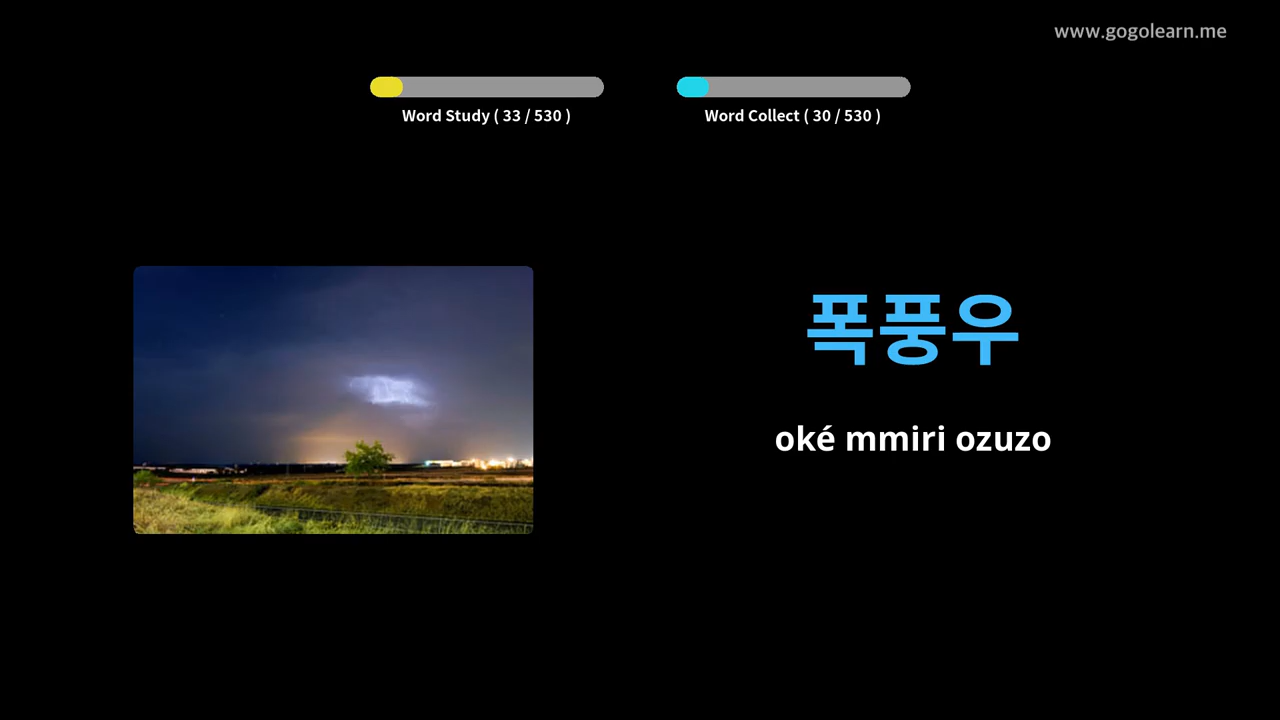 www.gogolearn.me
Word Study ( 33 / 530 )
Word Collect ( 30 / 530 )
폭풍우
oké mmiri ozuzo